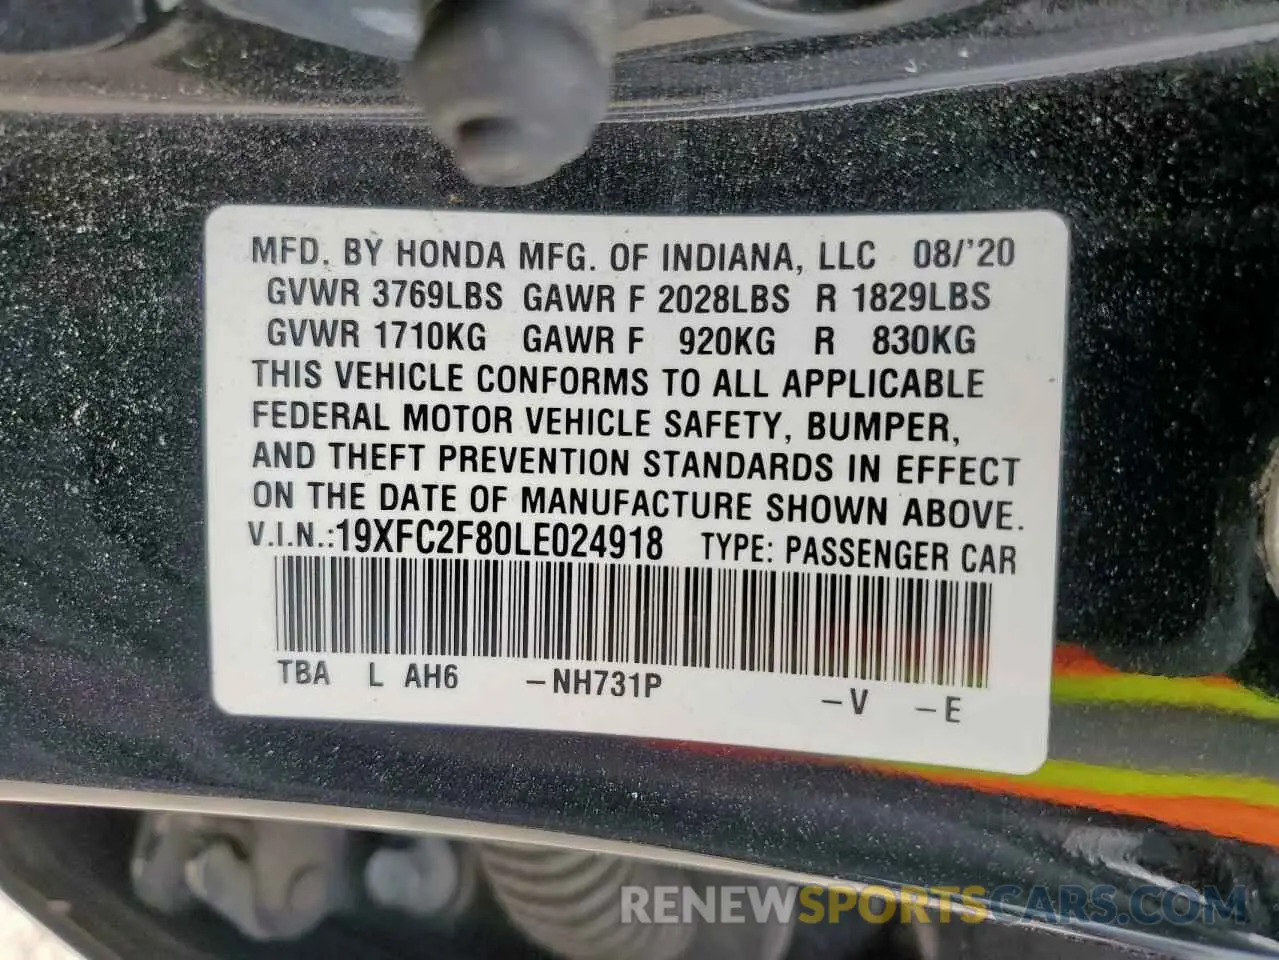 MFD. BY HONDA MFG. OF INDIANA, LLC 08/'20
GVWR 3769LBS GAWR F 2028LBS R 1829LBS
GVWR 1710KG GAWR F 920KG R 830KG
THIS VEHICLE CONFORMS TO ALL APPLICABLE
FEDERAL MOTOR VEHICLE SAFETY, BUMPER,
AND THEFT PREVENTION STANDARDS IN EFFECT
ON THE DATE OF MANUFACTURE SHOWN ABOVE.
V.I.N.:19XFC2F80LE024918 TYPE: PASSENGER CAR
TBA L AH6 -NH731P -V -E
RENEWSPORTSCARS.COM